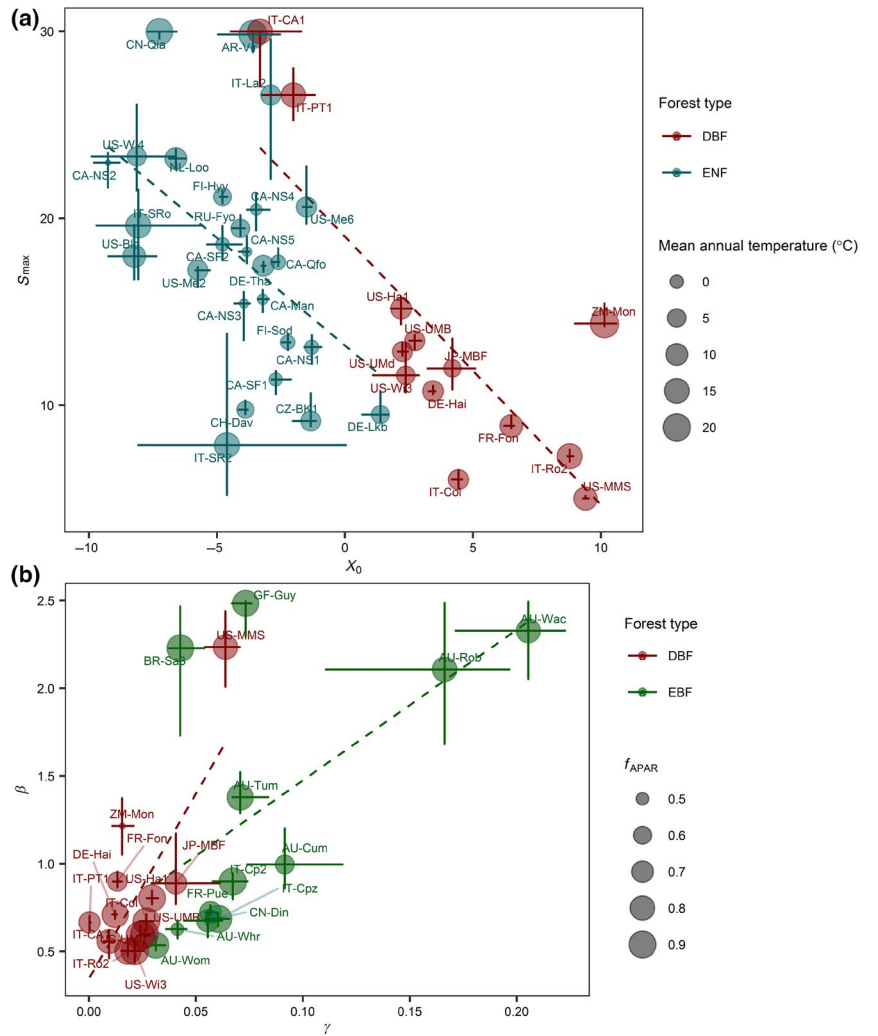 (a)
IT-CA1
30
CN-Qia
IT-La2
IT-PT1
US-Wi4
CA-NS2
NL-Loo
FI-Hyy
CA-NS4
20
IT-SRo
RU-Fyo
US-Me6
US-Blo
CA-SF2
CA-NS5
CA-Qfo
US-Me2
DE-Tha
CA-Man
CA-NS3
US-Ha1
ZM-Mon
FI-Sod
US-UMB
CA-NS1
US-UMd
JP-MBF
CA-SF1
US-Wi3
DE-Hai
10
CH-Dav
CZ-BK1
DE-Lkb
FR-Fon
IT-SR2
IT-Ro2
IT-Col
US-MMS
Smax
−10
−5
0
5
10
X0
Forest type
DBF
ENF
Mean annual temperature (°C)
0
5
10
15
20
(b)
2.5
GF-Guy
AU-Wac
US-MMS
BR-Sa3
AU-Rob
2.0
1.5
AU-Tum
ZM-Mon
FR-Fon
JP-MBF
AU-Cum
DE-Hai
1.0
IT-PT1
US-Ha1
IT-Cp2
FR-Pue
IT-Cpz
IT-Col
US-UMB
CN-Din
IT-CA1
AU-Whr
0.5
IT-Ro2
AU-Wom
US-Wi3
β
0.00
0.05
0.10
0.15
0.20
γ
Forest type
DBF
EBF
fAPAR
0.5
0.6
0.7
0.8
0.9